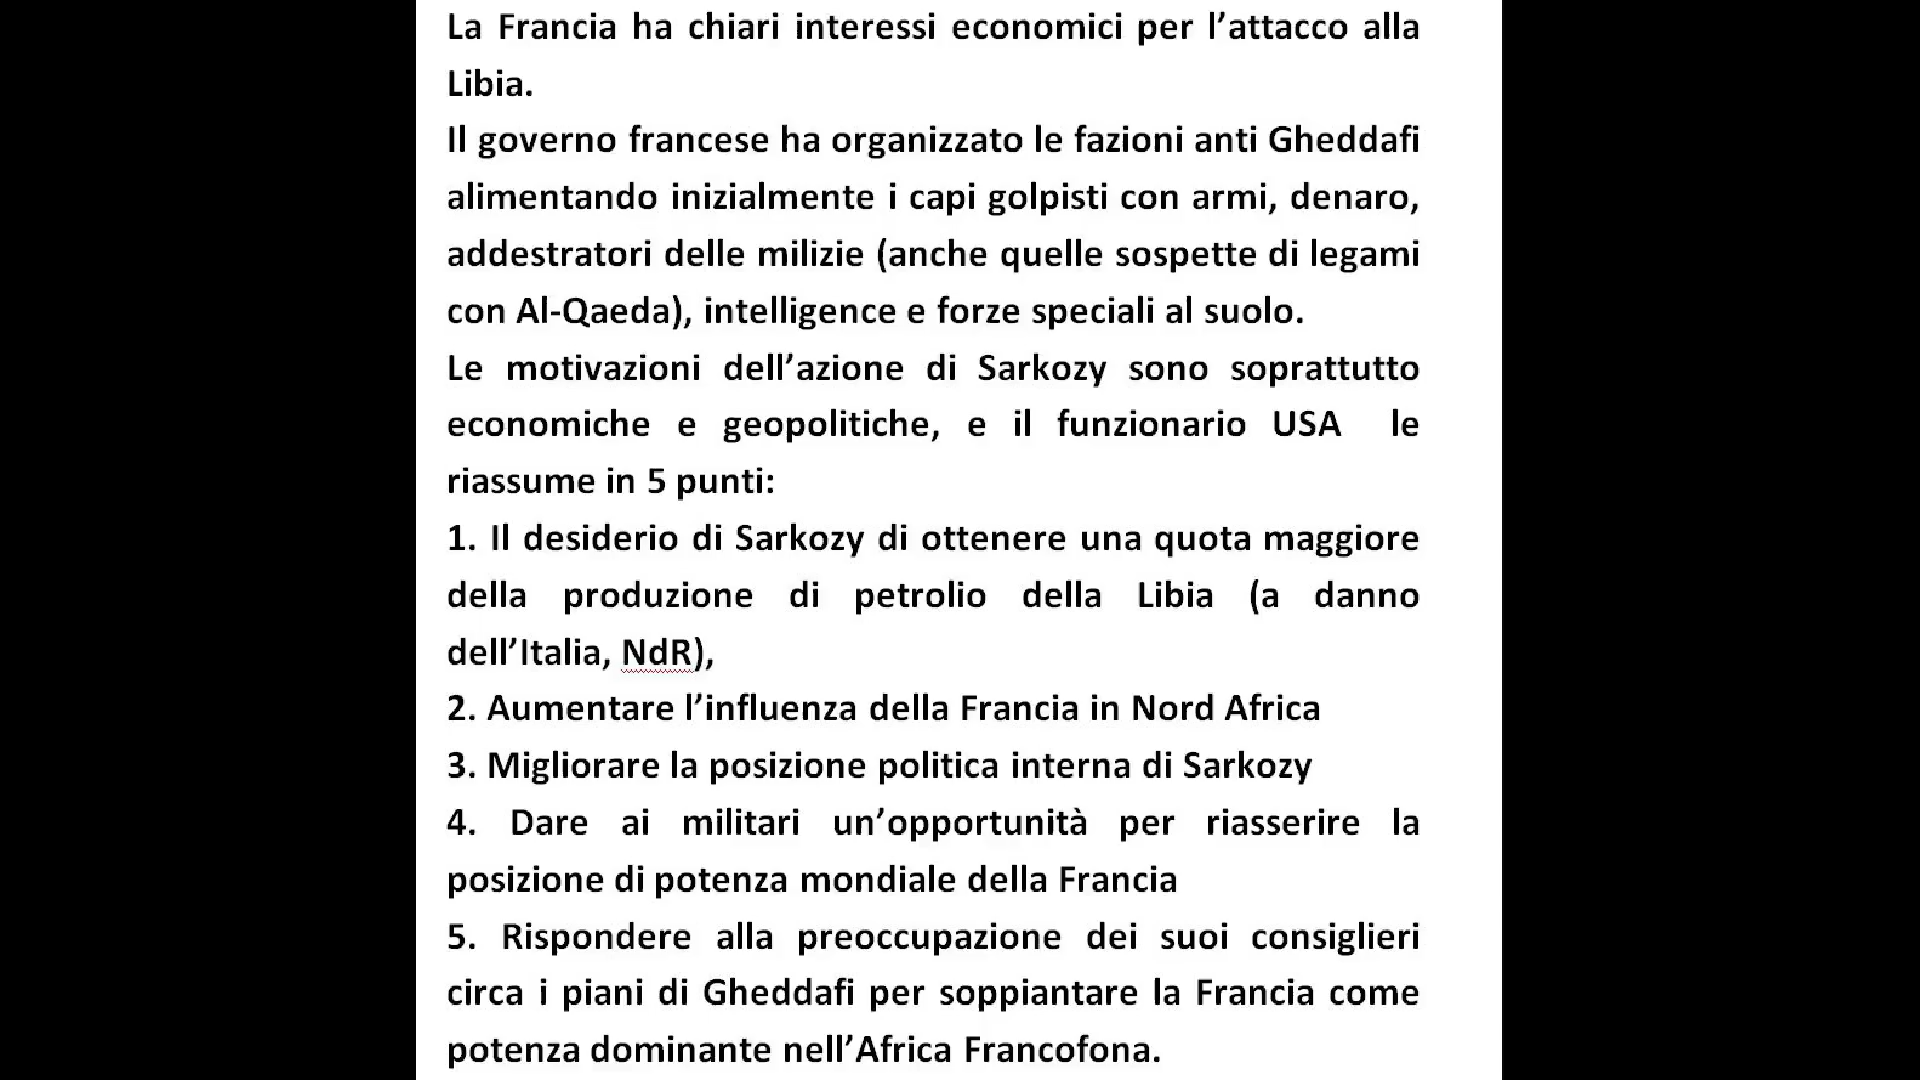 La Francia ha chiari interessi economici per l’attacco alla
Libia.
Il governo francese ha organizzato le fazioni anti Gheddafi
alimentando inizialmente i capi golpisti con armi, denaro,
addestratori delle milizie (anche quelle sospette di legami
con Al-Qaeda), intelligence e forze speciali al suolo.
Le motivazioni dell’azione di Sarkozy sono soprattutto
economiche e geopolitiche, e il funzionario USA le
riassume in 5 punti:
1. Il desiderio di Sarkozy di ottenere una quota maggiore
della produzione di petrolio della Libia (a danno
dell’Italia, NdR),
2. Aumentare l’influenza della Francia in Nord Africa
3. Migliorare la posizione politica interna di Sarkozy
4. Dare ai militari un’opportunità per riasserire la
posizione di potenza mondiale della Francia
5. Rispondere alla preoccupazione dei suoi consiglieri
circa i piani di Gheddafi per soppiantare la Francia come
potenza dominante nell’Africa Francofona.